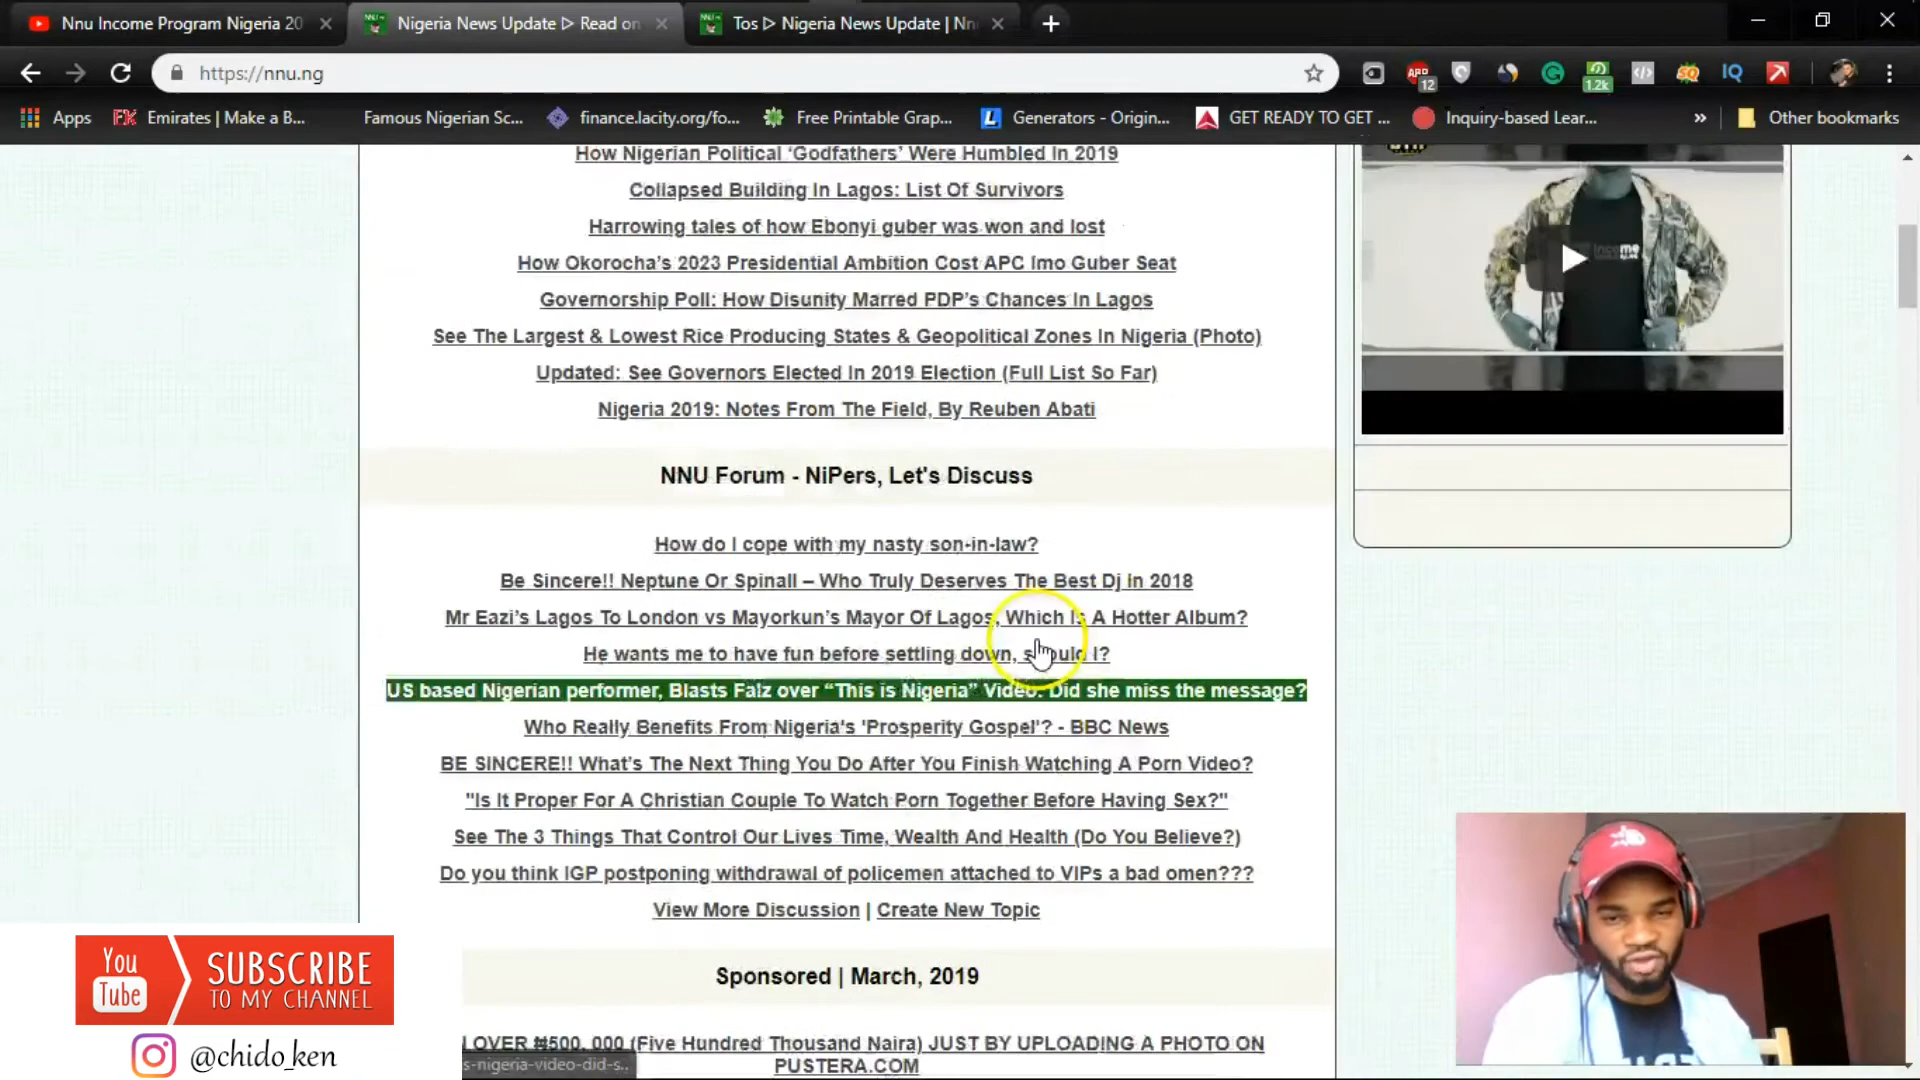 Nnu Income Program Nigeria 20
Nigeria News Update ᐅ Read on
Tos ᐅ Nigeria News Update | Nn
https://nnu.ng
ABP
12
1.2k
SQ
IQ
Apps
FK
Emirates | Make a B...
Famous Nigerian Sc...
finance.lacity.org/fo...
Free Printable Grap...
Generators - Origin...
GET READY TO GET ...
Inquiry-based Lear...
»
Other bookmarks
How Nigerian Political ‘Godfathers’ Were Humbled In 2019
Collapsed Building In Lagos: List Of Survivors
Harrowing tales of how Ebonyi guber was won and lost
How Okorocha’s 2023 Presidential Ambition Cost APC Imo Guber Seat
Governorship Poll: How Disunity Marred PDP’s Chances In Lagos
See The Largest & Lowest Rice Producing States & Geopolitical Zones In Nigeria (Photo)
Updated: See Governors Elected In 2019 Election (Full List So Far)
Nigeria 2019: Notes From The Field, By Reuben Abati
NNU Forum - NiPers, Let's Discuss
How do I cope with my nasty son-in-law?
Be Sincere!! Neptune Or Spinall – Who Truly Deserves The Best Dj In 2018
Mr Eazi’s Lagos To London vs Mayorkun’s Mayor Of Lagos, Which Is A Hotter Album?
He wants me to have fun before settling down, should I?
US based Nigerian performer, Blasts Falz over “This is Nigeria” Video. Did she miss the message?
Who Really Benefits From Nigeria's 'Prosperity Gospel'? - BBC News
BE SINCERE!! What’s The Next Thing You Do After You Finish Watching A Porn Video?
"Is It Proper For A Christian Couple To Watch Porn Together Before Having Sex?"
See The 3 Things That Control Our Lives Time, Wealth And Health (Do You Believe?)
Do you think IGP postponing withdrawal of policemen attached to VIPs a bad omen???
View More Discussion | Create New Topic
Sponsored | March, 2019
OVER ₦500, 000 (Five Hundred Thousand Naira) JUST BY UPLOADING A PHOTO ON
PUSTERA.COM
s-nigeria-video-did-s..
You
Tube
SUBSCRIBE
TO MY CHANNEL
@chido_ken